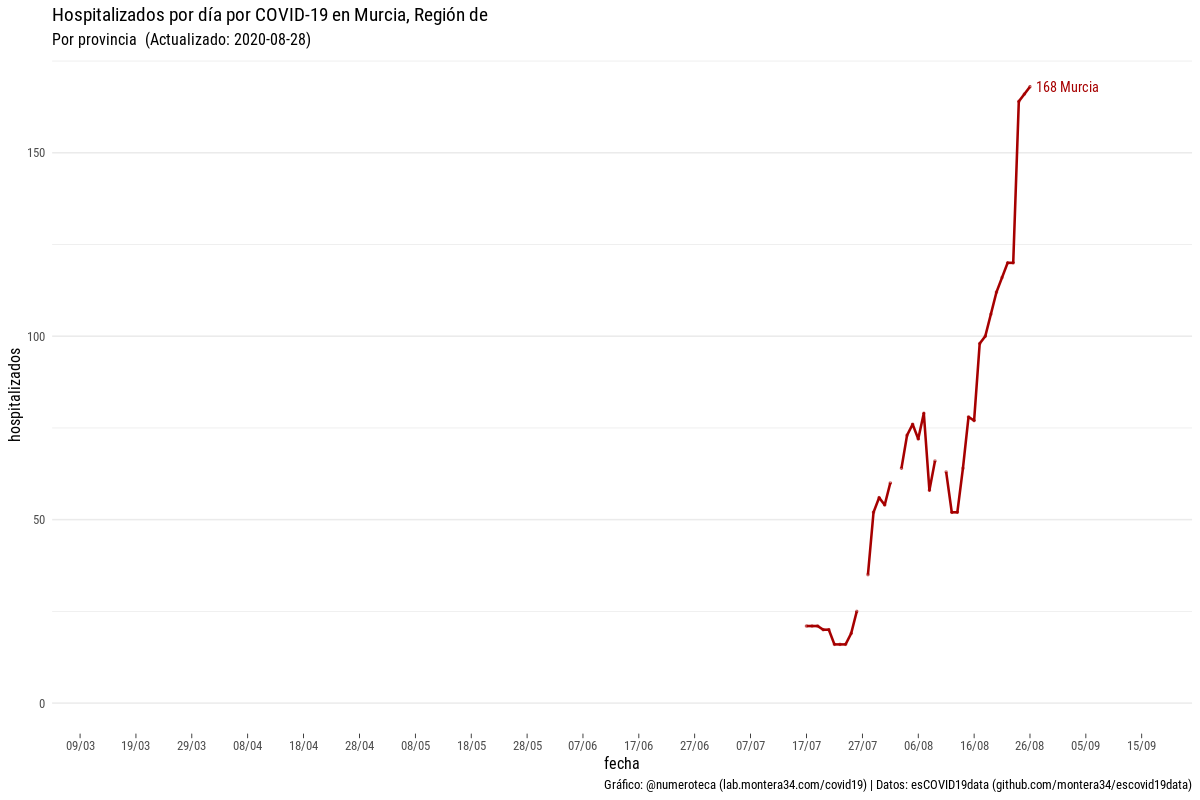 Hospitalizados por día por COVID-19 en Murcia, Región de
Por provincia  (Actualizado: 2020-08-28)
168 Murcia
150
100
50
0
hospitalizados
09/03 19/03 29/03 08/04 18/04 28/04 08/05 18/05 28/05 07/06 17/06 27/06 07/07 17/07 27/07 06/08 16/08 26/08 05/09 15/09
fecha
Gráfico: @numeroteca (lab.montera34.com/covid19) | Datos: esCOVID19data (github.com/montera34/escovid19data)